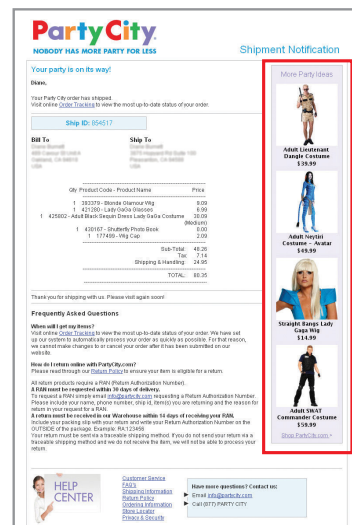 Party City
NOBODY HAS MORE PARTY FOR LESS
Shipment Notification
Your party is on its way!
Diane,
Your Party City order has shipped.
Visit online Order Tracking to view the most up-to-date status of your order.
Ship ID: 854517
Bill To Ship To
USA USA
Qty Product Code - Product Name Price
1 393379 - Blonde Glamour Wig 8.09
1 421280 - Lady GaGa Glasses 6.99
1 425802 - Adult Black Sequin Dress Lady GaGa Costume 30.09
(Medium)
1 420167 - Shutterfly Photo Book 0.00
1 177499 - Wig Cap 2.09
Sub-Total: 48.26
Tax: 7.14
Shipping & Handling: 24.95
TOTAL: 80.35
Thank you for shipping with us. Please visit again soon!
Frequently Asked Questions
When will I get my items?
Visit online Order Tracking to view the most up-to-date status of your order. We have set
up our system to automatically process your order as quickly as possible. For that reason,
we cannot make changes to or cancel your order after it has been submitted on our
website.
How do I return online with PartyCity.com?
Please read through our Return Policy to ensure your item is eligible for a return.
All return products require a RAN (Return Authorization Number).
A RAN must be requested within 30 days of delivery.
To request a RAN simple email info@partycity.com requesting a Return Authorization Number.
Please include your name, phone number, ship id, item(s) you are returning and the reason for
return in your request for a RAN.
A return must be received in our Warehouse within 14 days of receiving your RAN.
Include your packing slip with your return and write your Return Authorization Number on the
OUTSIDE of the package. Example: RA 123456
Your return must be sent via a traceable shipping method. If you do not send your return via a
traceable shipping method and we do not receive the item, we will not be able to process your
return.
More Party Ideas
Adult Lieutenant
Dangle Costume
$39.99
Adult Neytiri
Costume - Avatar
$49.99
Straight Bangs Lady
Gaga Wig
$14.99
Adult SWAT
Commander Costume
$59.99
Shop PartyCity.com >
HELP
CENTER
Customer Service
FAQ's
Shipping Information
Return Policy
Ordering Information
Store Locator
Privacy & Security
Have more questions? Contact us:
Email info@partycity.com
Call (877) PARTY CITY